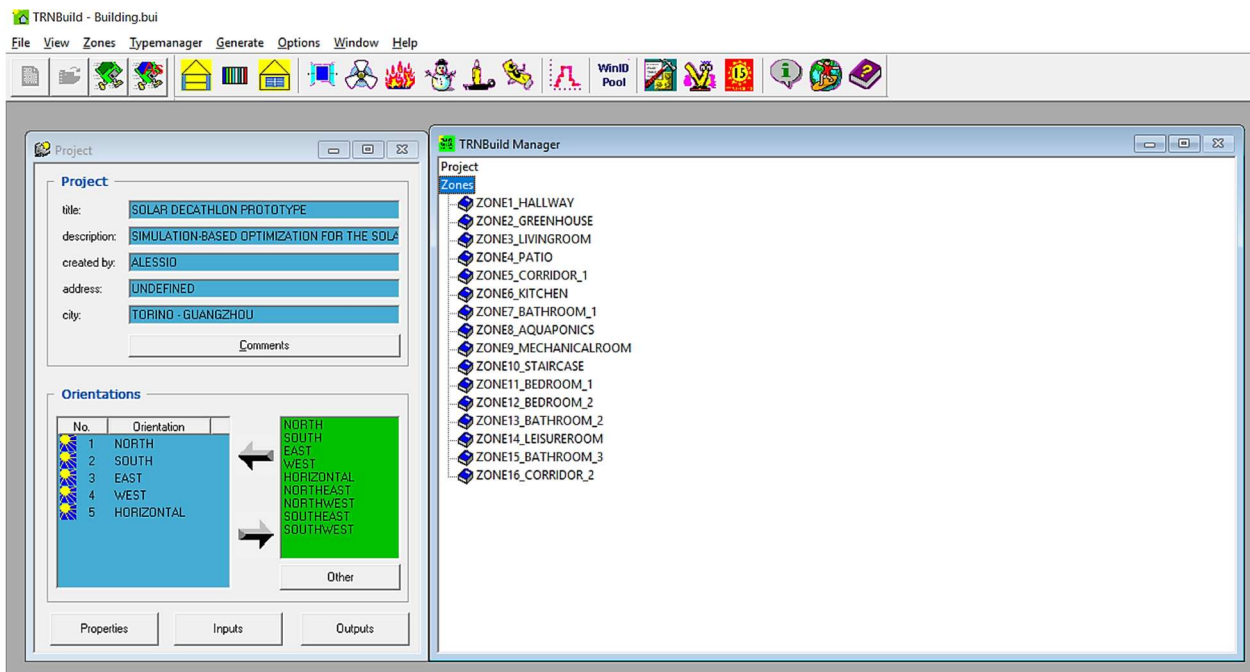 TRNBuild - Building.bui
File View Zones Typemanager Generate Options Window Help
WinID
Pool
15
Project
Project
title: SOLAR DECATHLON PROTOTYPE
description: SIMULATION-BASED OPTIMIZATION FOR THE SOLA
created by: ALESSIO
address: UNDEFINED
city: TORINO - GUANGZHOU
Comments
Orientations
No. Orientation
1 NORTH
2 SOUTH
3 EAST
4 WEST
5 HORIZONTAL
NORTH
SOUTH
EAST
WEST
HORIZONTAL
NORTHEAST
NORTHWEST
SOUTHEAST
SOUTHWEST
Other
Properties Inputs Outputs
TRNBuild Manager
Project
Zones
ZONE1_HALLWAY
ZONE2_GREENHOUSE
ZONE3_LIVINGROOM
ZONE4_PATIO
ZONE5_CORRIDOR_1
ZONE6_KITCHEN
ZONE7_BATHROOM_1
ZONE8_AQUAPONICS
ZONE9_MECHANICALROOM
ZONE10_STAIRCASE
ZONE11_BEDROOM_1
ZONE12_BEDROOM_2
ZONE13_BATHROOM_2
ZONE14_LEISUREROOM
ZONE15_BATHROOM_3
ZONE16_CORRIDOR_2